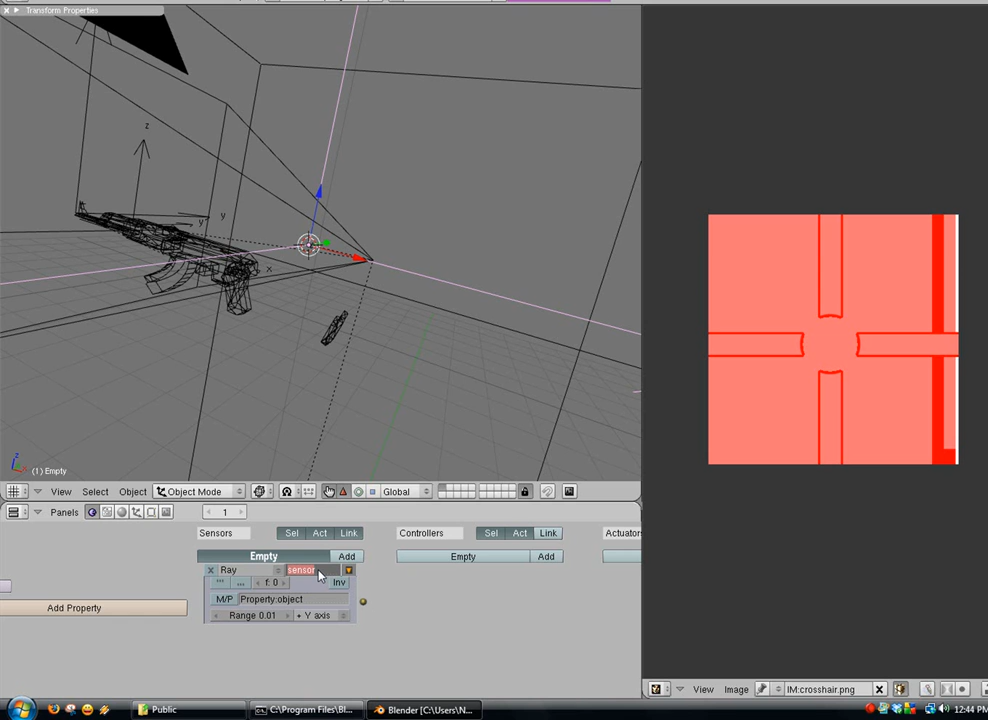 Transform Properties
z
y
y
x
z
(1) Empty
View Select Object Object Mode Global
Panels 1
Sensors Sel Act Link Controllers Sel Act Link Actuators
Empty Add Empty Add
X Ray sensor
f: 0 Inv
M/P Property:object
Add Property
Range 0.01 + Y axis
View Image IM:crosshair.png
Public C:\Program Files\Bl... Blender [C:\Users\N... 12:44 PM